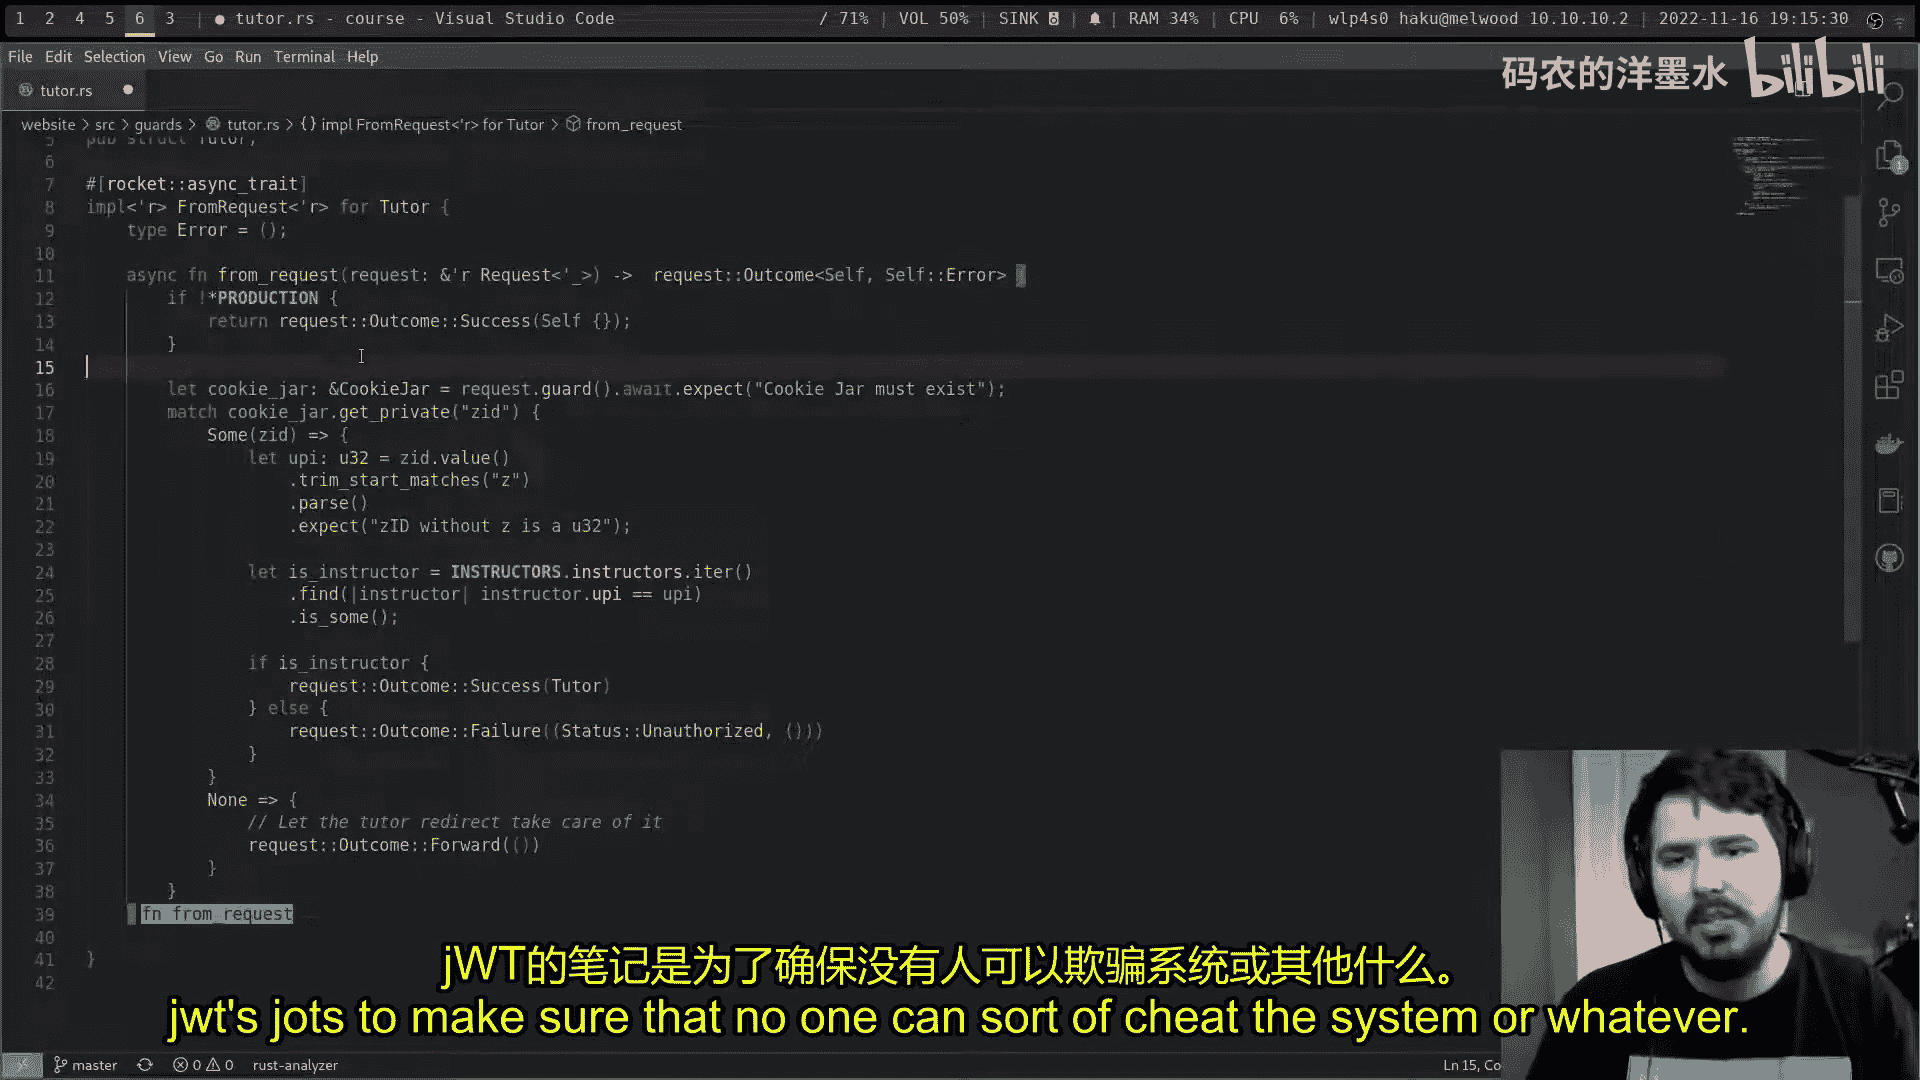 1 2 4 5 6 3 | ● tutor.rs - course - Visual Studio Code
/ 71% | VOL 50% | SINK | RAM 34% | CPU 6% | wlp4s0 haku@melwood 10.10.10.2 | 2022-11-16 19:15:30
File Edit Selection View Go Run Terminal Help
码农的洋墨水 bilibili
tutor.rs
website > src > guards > tutor.rs > {} impl FromRequest<'r> for Tutor > from_request
5 pub struct Tutor;
6
7 #[rocket::async_trait]
8 impl<'r> FromRequest<'r> for Tutor {
9 type Error = ();
10
11 async fn from_request(request: &'r Request<'_>) -> request::Outcome<Self, Self::Error> {
12 if !*PRODUCTION {
13 return request::Outcome::Success(Self {});
14 }
15
16 let cookie_jar: &CookieJar = request.guard().await.expect("Cookie Jar must exist");
17 match cookie_jar.get_private("zid") {
18 Some(zid) => {
19 let upi: u32 = zid.value()
20 .trim_start_matches("z")
21 .parse()
22 .expect("zID without z is a u32");
23
24 let is_instructor = INSTRUCTORS.instructors.iter()
25 .find(|instructor| instructor.upi == upi)
26 .is_some();
27
28 if is_instructor {
29 request::Outcome::Success(Tutor)
30 } else {
31 request::Outcome::Failure((Status::Unauthorized, ()))
32 }
33 }
34 None => {
35 // Let the tutor redirect take care of it
36 request::Outcome::Forward(())
37 }
38 }
39 } fn from_request
40
41 }
42
jWT的笔记是为了确保没有人可以欺骗系统或其他什么。
jwt's jots to make sure that no one can sort of cheat the system or whatever.
master 0 0 rust-analyzer
Ln 15, Co